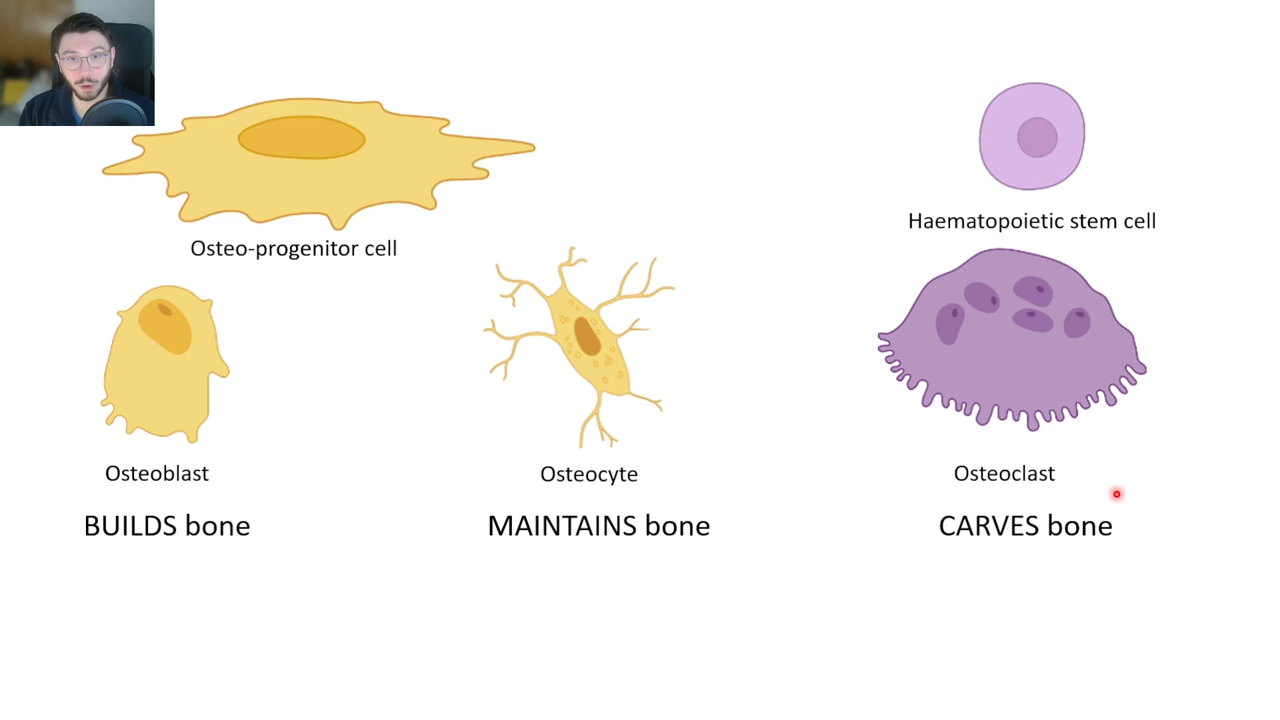 Osteo-progenitor cell
Haematopoietic stem cell
Osteoblast
Osteocyte
Osteoclast
BUILDS bone
MAINTAINS bone
CARVES bone